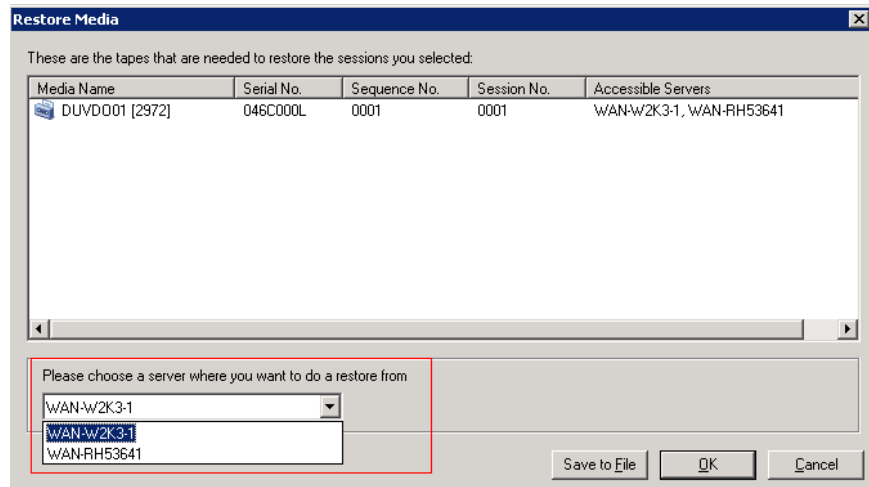 Restore Media
These are the tapes that are needed to restore the sessions you selected:
Media Name Serial No. Sequence No. Session No. Accessible Servers
DUVDO01 [2972] 046C000L 0001 0001 WAN-W2K3-1, WAN-RH53641
Please choose a server where you want to do a restore from
WAN-W2K3-1
WAN-W2K3-1
WAN-RH53641
Save to File OK Cancel